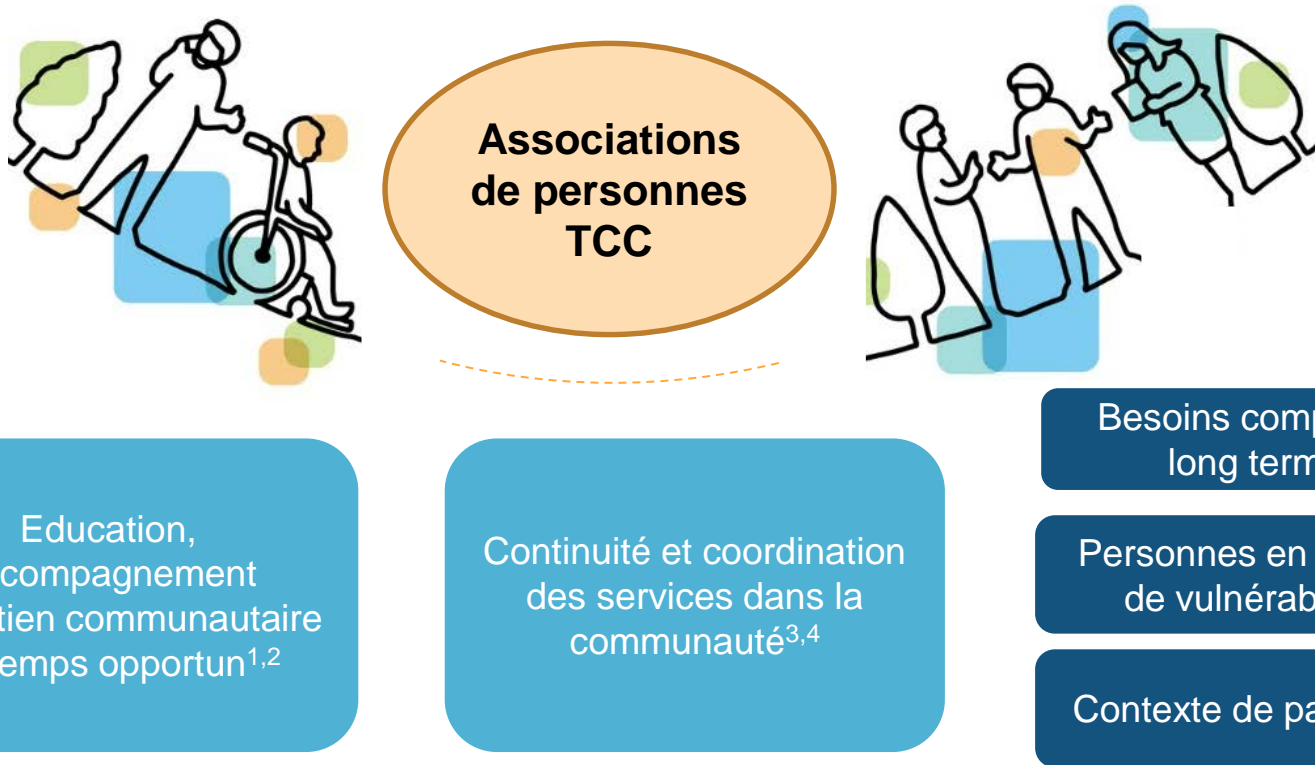 Associations
de personnes
TCC
Education,
compagnement
tien communautaire
emps opportun1,2
Continuité et coordination
des services dans la
communauté3,4
Besoins comp
long term
Personnes en
de vulnérab
Contexte de pa